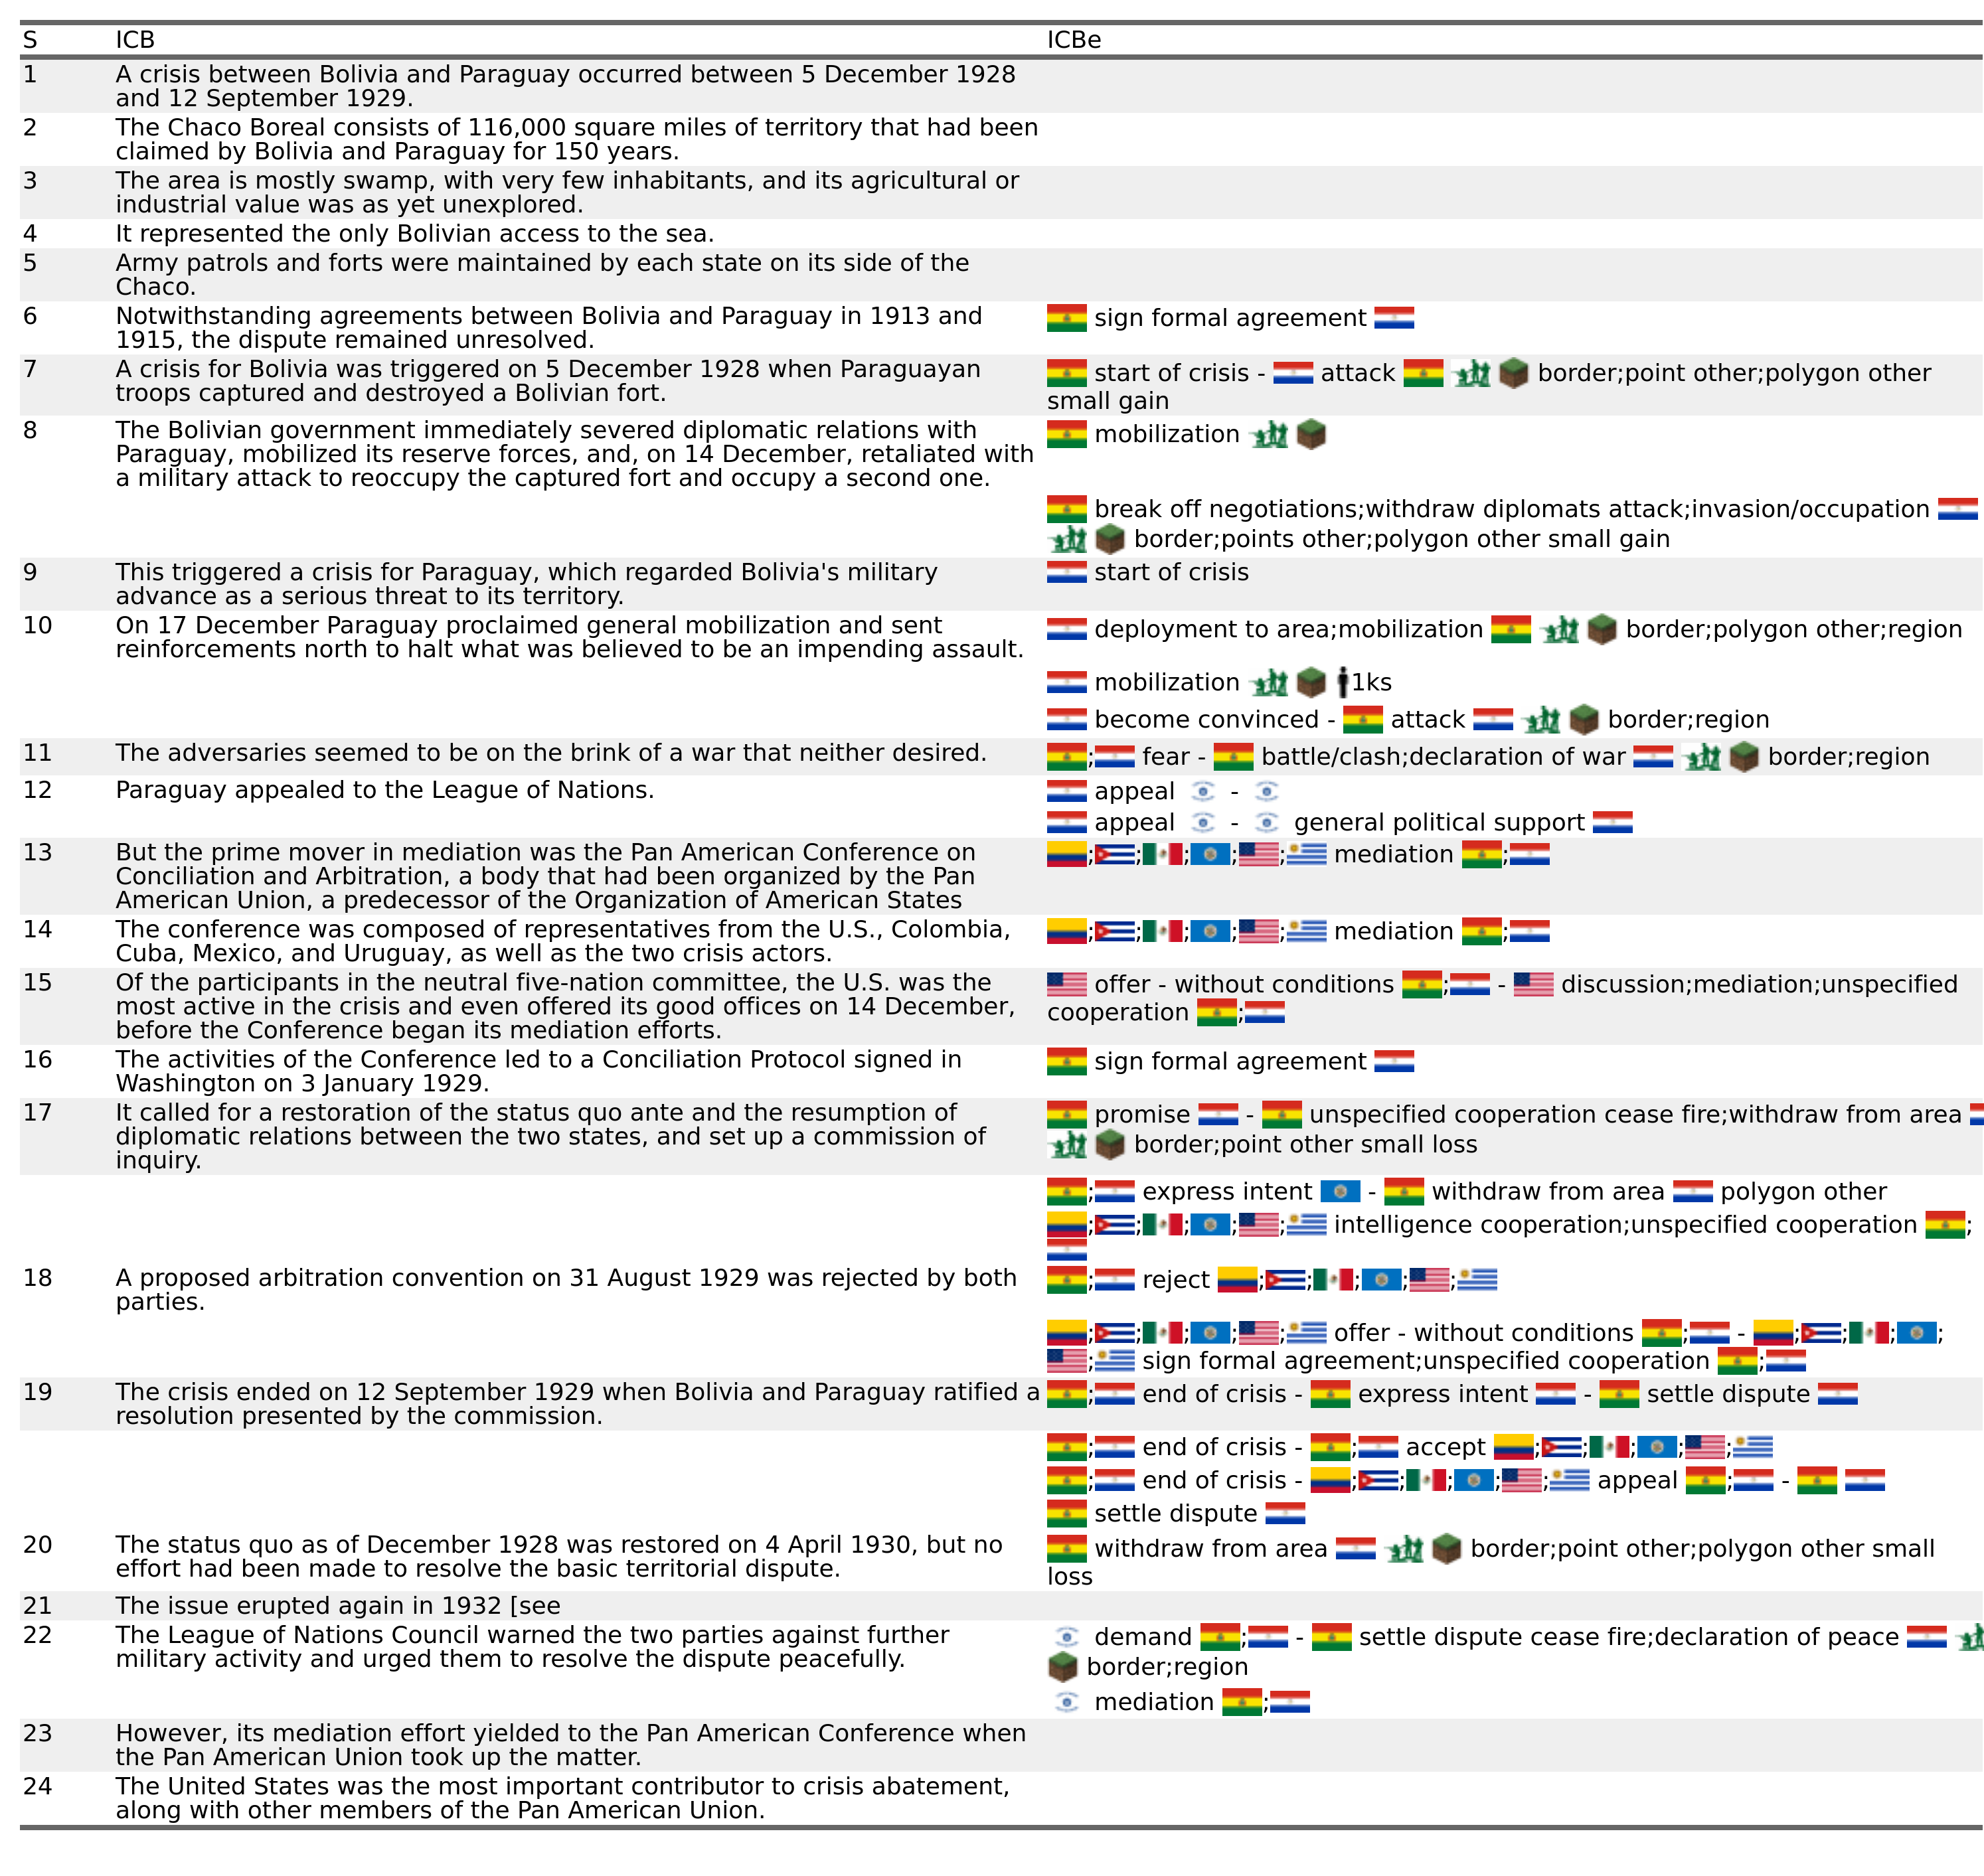 S ICB ICBe
1 A crisis between Bolivia and Paraguay occurred between 5 December 1928
and 12 September 1929.
2 The Chaco Boreal consists of 116,000 square miles of territory that had been
claimed by Bolivia and Paraguay for 150 years.
3 The area is mostly swamp, with very few inhabitants, and its agricultural or
industrial value was as yet unexplored.
4 It represented the only Bolivian access to the sea.
5 Army patrols and forts were maintained by each state on its side of the
Chaco.
6 Notwithstanding agreements between Bolivia and Paraguay in 1913 and
1915, the dispute remained unresolved.
sign formal agreement
7 A crisis for Bolivia was triggered on 5 December 1928 when Paraguayan
troops captured and destroyed a Bolivian fort.
start of crisis - attack border;point other;polygon other
small gain
8 The Bolivian government immediately severed diplomatic relations with
Paraguay, mobilized its reserve forces, and, on 14 December, retaliated with
a military attack to reoccupy the captured fort and occupy a second one.
mobilization
break off negotiations;withdraw diplomats attack;invasion/occupation
border;points other;polygon other small gain
9 This triggered a crisis for Paraguay, which regarded Bolivia's military
advance as a serious threat to its territory.
start of crisis
10 On 17 December Paraguay proclaimed general mobilization and sent
reinforcements north to halt what was believed to be an impending assault.
deployment to area;mobilization border;polygon other;region
mobilization 1ks
become convinced - attack border;region
11 The adversaries seemed to be on the brink of a war that neither desired.
; fear - battle/clash;declaration of war border;region
12 Paraguay appealed to the League of Nations.
appeal -
appeal - general political support
13 But the prime mover in mediation was the Pan American Conference on
Conciliation and Arbitration, a body that had been organized by the Pan
American Union, a predecessor of the Organization of American States
; ; ; ; ; mediation ;
14 The conference was composed of representatives from the U.S., Colombia,
Cuba, Mexico, and Uruguay, as well as the two crisis actors.
; ; ; ; ; mediation ;
15 Of the participants in the neutral five-nation committee, the U.S. was the
most active in the crisis and even offered its good offices on 14 December,
before the Conference began its mediation efforts.
offer - without conditions ; - discussion;mediation;unspecified
cooperation ;
16 The activities of the Conference led to a Conciliation Protocol signed in
Washington on 3 January 1929.
sign formal agreement
17 It called for a restoration of the status quo ante and the resumption of
diplomatic relations between the two states, and set up a commission of
inquiry.
promise - unspecified cooperation cease fire;withdraw from area
border;point other small loss
; express intent - withdraw from area polygon other
; ; ; ; ; intelligence cooperation;unspecified cooperation ;
18 A proposed arbitration convention on 31 August 1929 was rejected by both
parties.
; reject ; ; ; ; ;
; ; ; ; ; offer - without conditions ; - ; ; ; ;
; sign formal agreement;unspecified cooperation ;
19 The crisis ended on 12 September 1929 when Bolivia and Paraguay ratified a
resolution presented by the commission.
; end of crisis - express intent - settle dispute
; end of crisis - ; accept ; ; ; ; ;
; end of crisis - ; ; ; ; ; appeal ; -
settle dispute
20 The status quo as of December 1928 was restored on 4 April 1930, but no
effort had been made to resolve the basic territorial dispute.
withdraw from area border;point other;polygon other small
loss
21 The issue erupted again in 1932 [see
22 The League of Nations Council warned the two parties against further
military activity and urged them to resolve the dispute peacefully.
demand ; - settle dispute cease fire;declaration of peace
border;region
mediation ;
23 However, its mediation effort yielded to the Pan American Conference when
the Pan American Union took up the matter.
24 The United States was the most important contributor to crisis abatement,
along with other members of the Pan American Union.